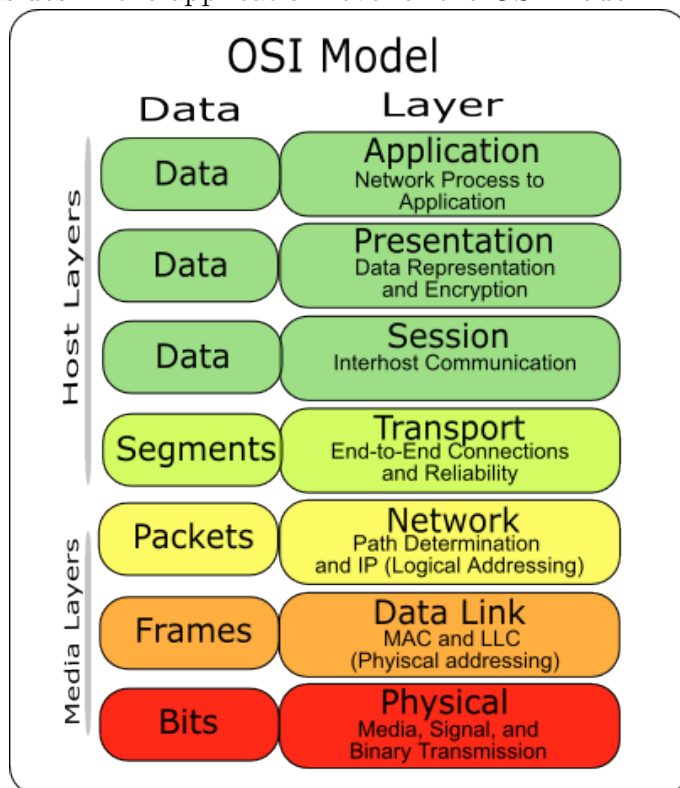 OSI Model
Data Layer
Host Layers
Data
Application
Network Process to
Application
Data
Presentation
Data Representation
and Encryption
Data
Session
Interhost Communication
Segments
Transport
End-to-End Connections
and Reliability
Media Layers
Packets
Network
Path Determination
and IP (Logical Addressing)
Frames
Data Link
MAC and LLC
(Phyiscal addressing)
Bits
Physical
Media, Signal, and
Binary Transmission